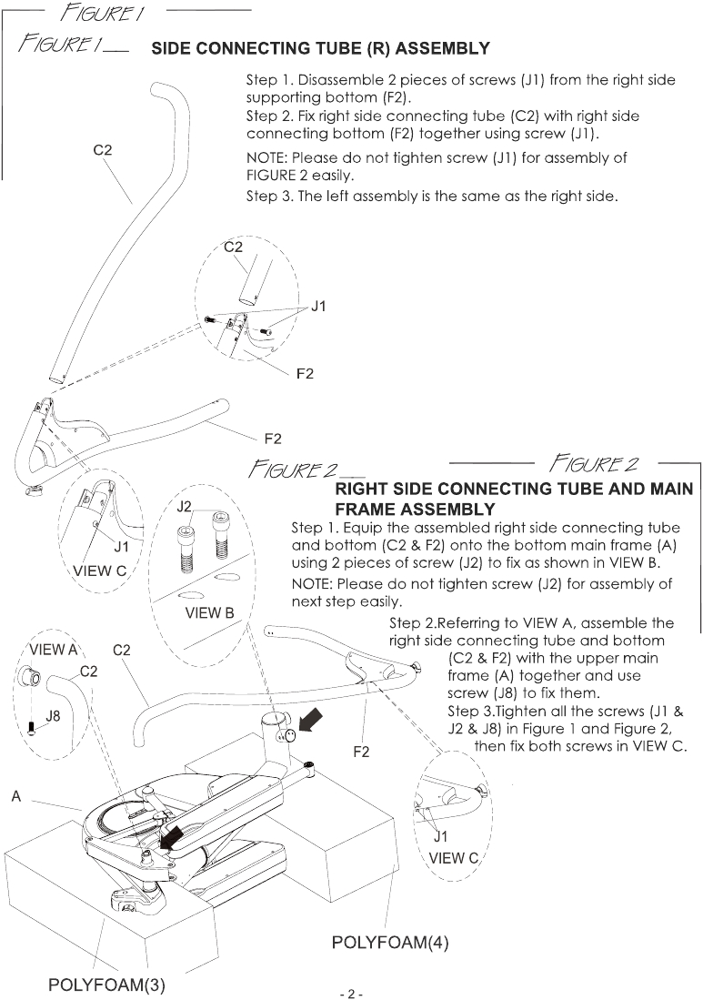 FIGURE 1
FIGURE 1__
SIDE CONNECTING TUBE (R) ASSEMBLY
Step 1. Disassemble 2 pieces of screws (J1) from the right side
supporting bottom (F2).
Step 2. Fix right side connecting tube (C2) with right side
connecting bottom (F2) together using screw (J1).
NOTE: Please do not tighten screw (J1) for assembly of
FIGURE 2 easily.
Step 3. The left assembly is the same as the right side.
C2
C2
J1
F2
F2
J1
VIEW C
FIGURE 2__
FIGURE 2
RIGHT SIDE CONNECTING TUBE AND MAIN
FRAME ASSEMBLY
Step 1. Equip the assembled right side connecting tube
and bottom (C2 & F2) onto the bottom main frame (A)
using 2 pieces of screw (J2) to fix as shown in VIEW B.
NOTE: Please do not tighten screw (J2) for assembly of
next step easily.
Step 2.Referring to VIEW A, assemble the
right side connecting tube and bottom
(C2 & F2) with the upper main
frame (A) together and use
screw (J8) to fix them.
Step 3.Tighten all the screws (J1 &
J2 & J8) in Figure 1 and Figure 2,
then fix both screws in VIEW C.
J2
VIEW B
VIEW A
C2
J8
C2
F2
A
J1
VIEW C
POLYFOAM(4)
POLYFOAM(3)
- 2 -